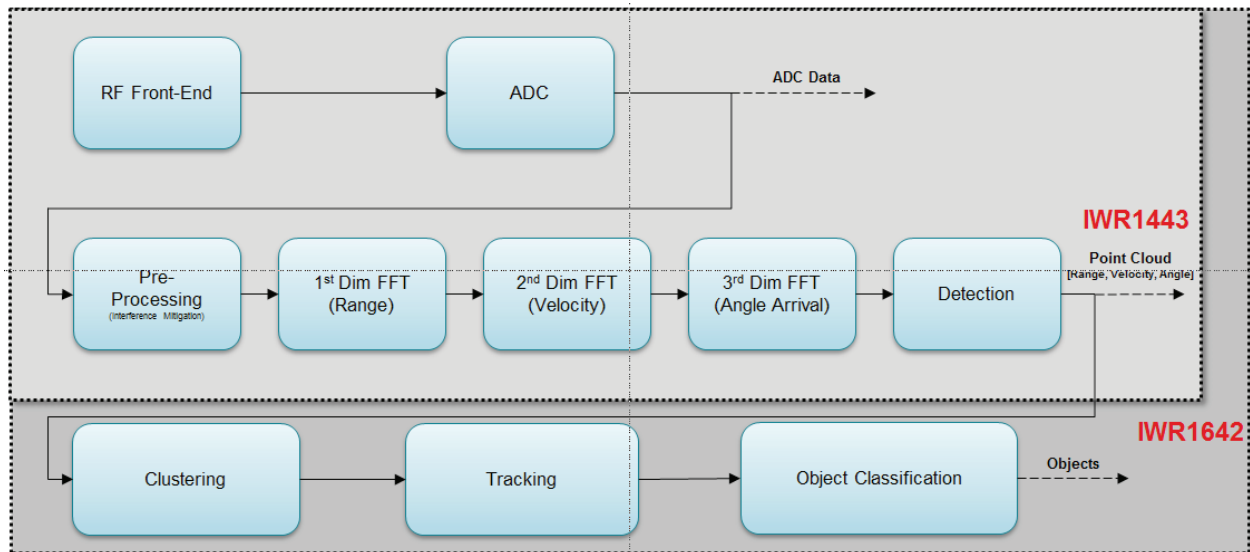 RF Front-End
ADC
ADC Data
IWR1443
Pre-
Processing
(Interference Mitigation)
1st Dim FFT
(Range)
2nd Dim FFT
(Velocity)
3rd Dim FFT
(Angle Arrival)
Detection
Point Cloud
[Range, Velocity, Angle]
IWR1642
Clustering
Tracking
Object Classification
Objects